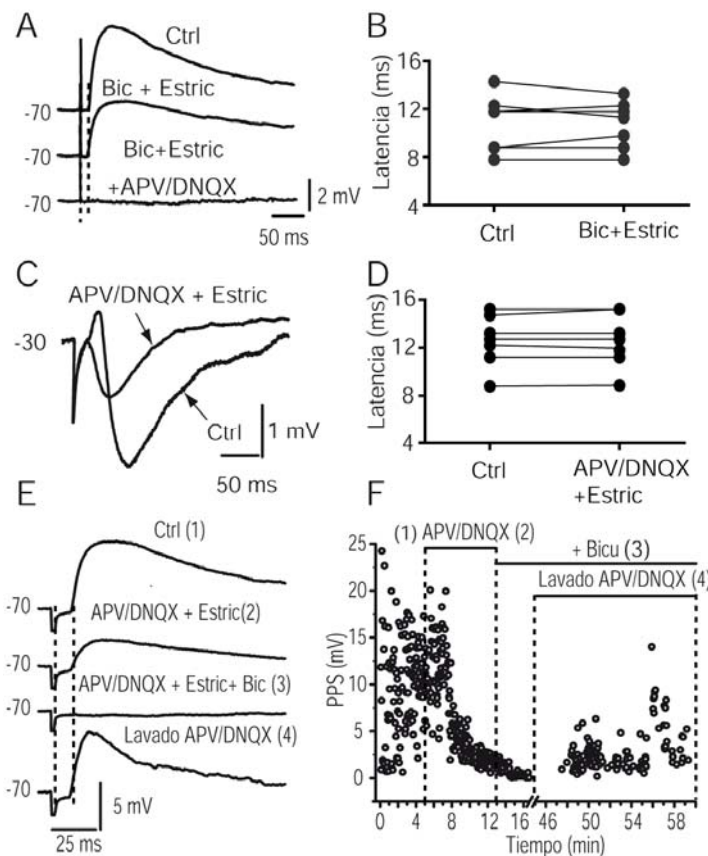 A
Ctrl
-70
Bic + Estric
-70
Bic+Estric
+APV/DNQX
-70
2 mV
50 ms
B
Latencia (ms)
16
12
8
4
Ctrl
Bic+Estric
C
APV/DNQX + Estric
-30
Ctrl
1 mV
50 ms
D
Latencia (ms)
16
12
8
4
Ctrl
APV/DNQX
+Estric
E
Ctrl (1)
-70
APV/DNQX + Estric(2)
-70
APV/DNQX + Estric+ Bic (3)
-70
Lavado APV/DNQX (4)
-70
5 mV
25 ms
F
(1) APV/DNQX (2)
+ Bicu (3)
Lavado APV/DNQX (4)
PPS (mV)
25
20
15
10
5
0
0 4 8 12 16 46 50 54 58
Tiempo (min)